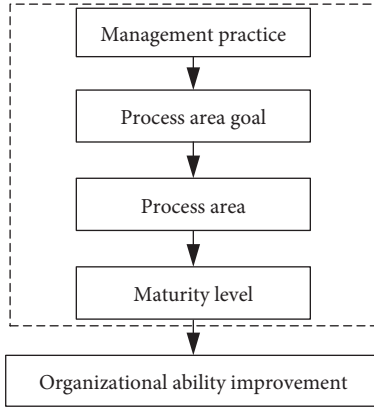 Management practice
Process area goal
Process area
Maturity level
Organizational ability improvement